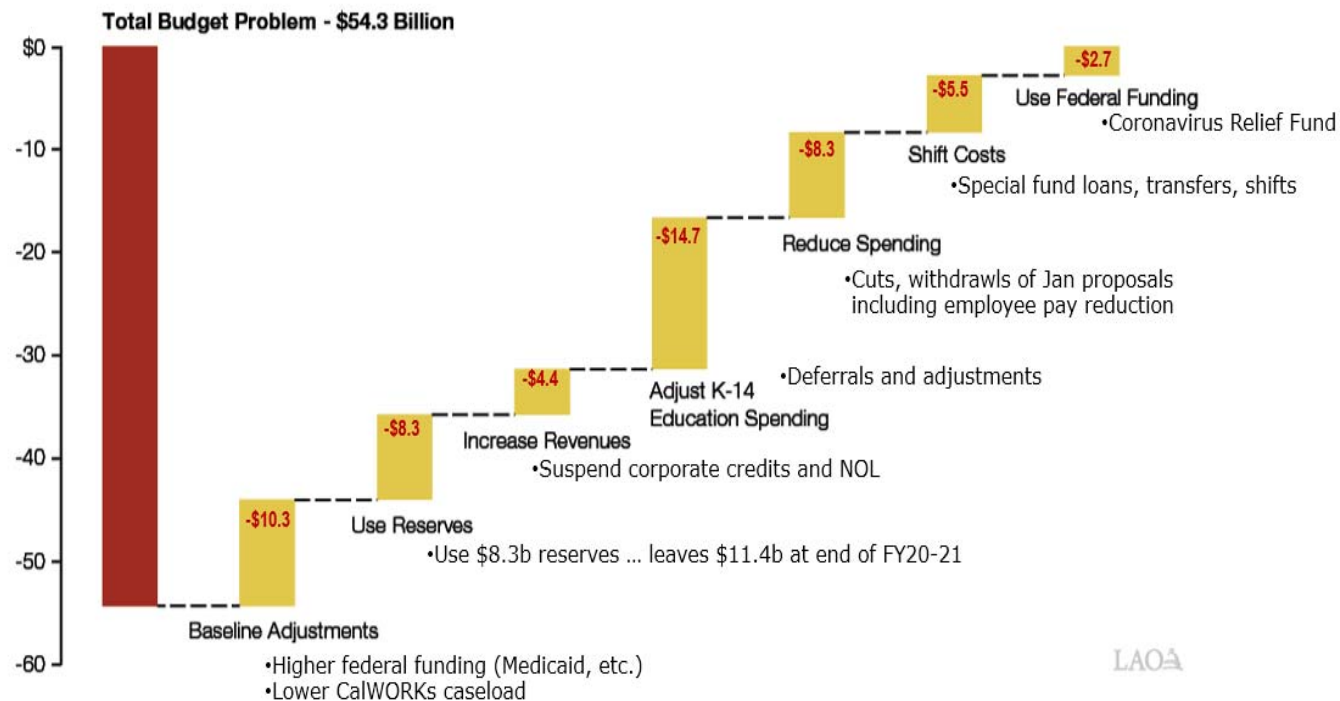 Total Budget Problem - $54.3 Billion
$0
-10
-20
-30
-40
-50
-60
-$2.7
Use Federal Funding
•Coronavirus Relief Fund
-$5.5
Shift Costs
•Special fund loans, transfers, shifts
-$8.3
Reduce Spending
•Cuts, withdrawls of Jan proposals
including employee pay reduction
-$14.7
Adjust K-14
Education Spending
•Deferrals and adjustments
-$4.4
Increase Revenues
•Suspend corporate credits and NOL
-$8.3
Use Reserves
•Use $8.3b reserves ... leaves $11.4b at end of FY20-21
-$10.3
Baseline Adjustments
•Higher federal funding (Medicaid, etc.)
•Lower CalWORKs caseload
LAO